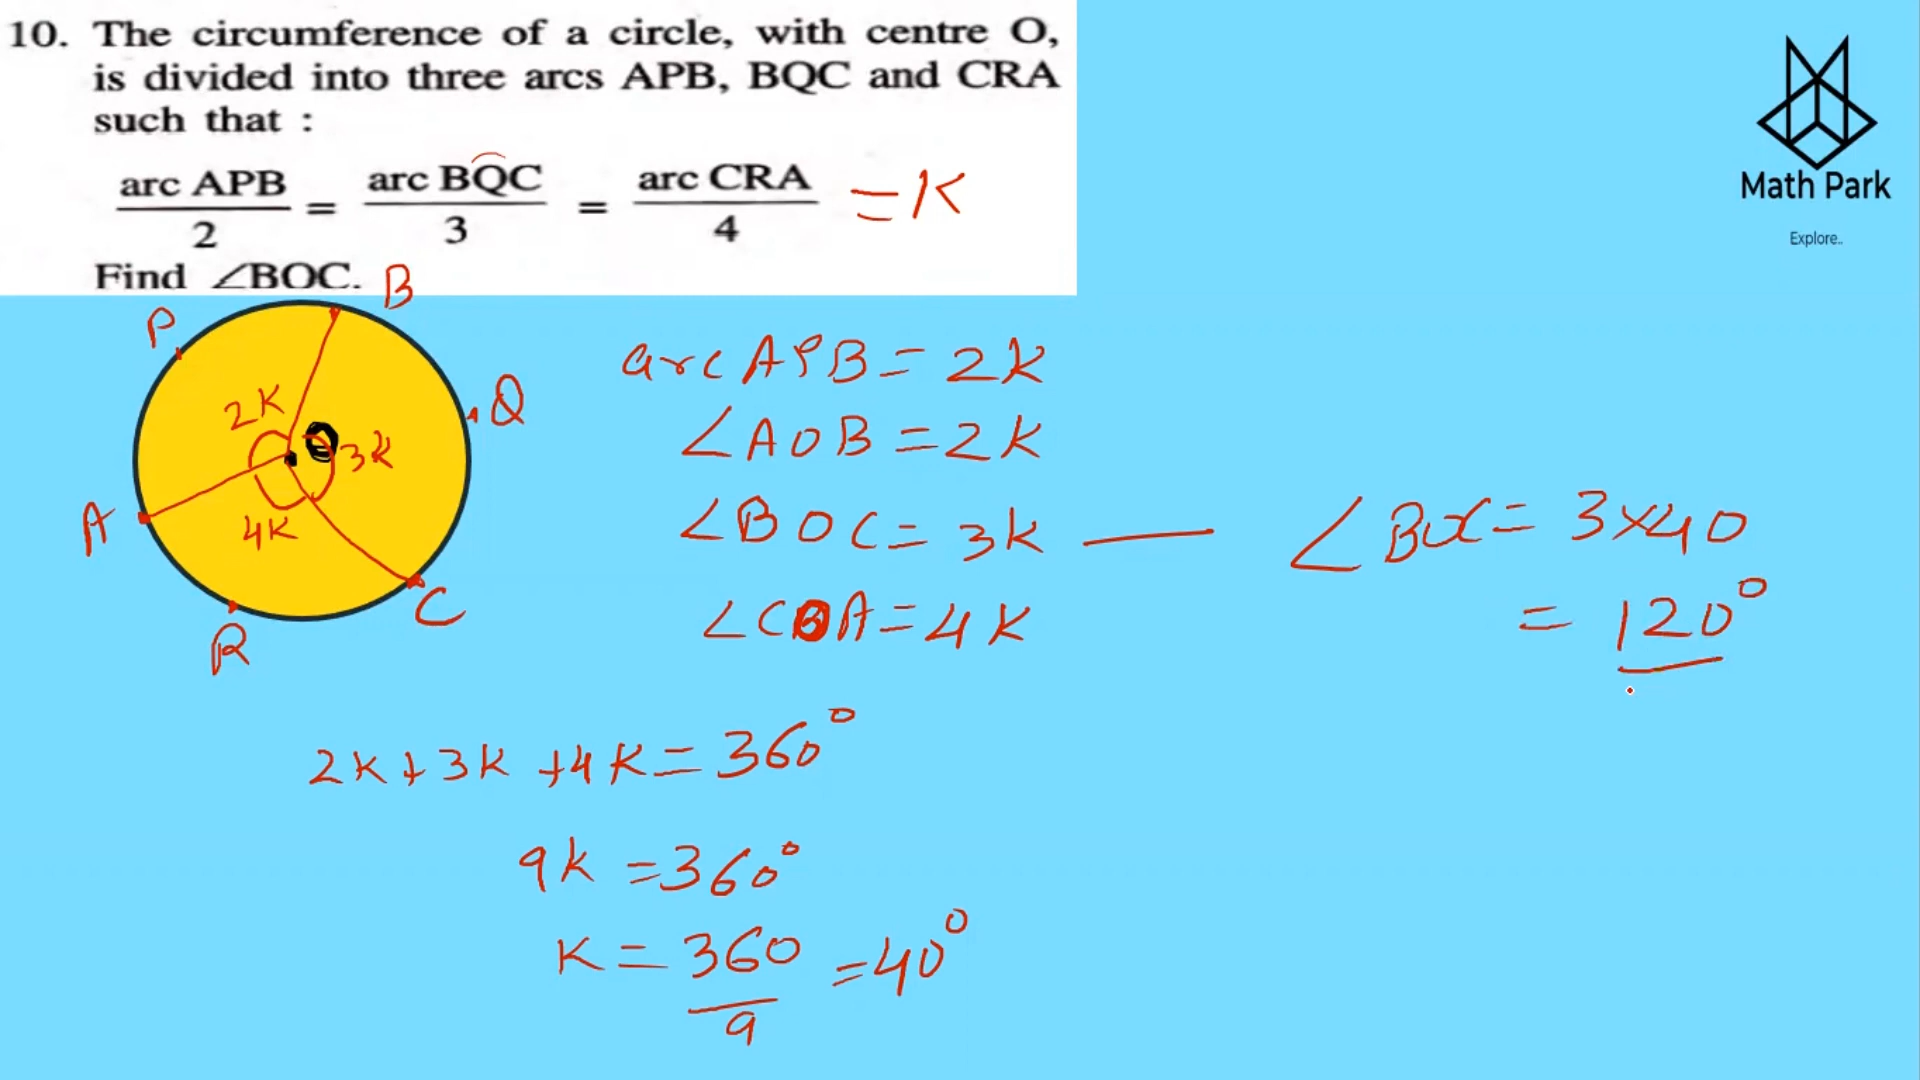 10. The circumference of a circle, with centre O,
is divided into three arcs APB, BQC and CRA
such that :
arc APB / 2 = arc BQC / 3 = arc CRA / 4 = K
Find ∠BOC.
Math Park
Explore..
B
P
Q
2K
O
3K
A
4K
C
R
arc APB = 2K
∠AOB = 2K
∠BOC = 3K —
∠COA = 4K
∠BOC = 3×40
= 120°
2K+3K+4K=360°
9K = 360°
K = 360 / 9 = 40°